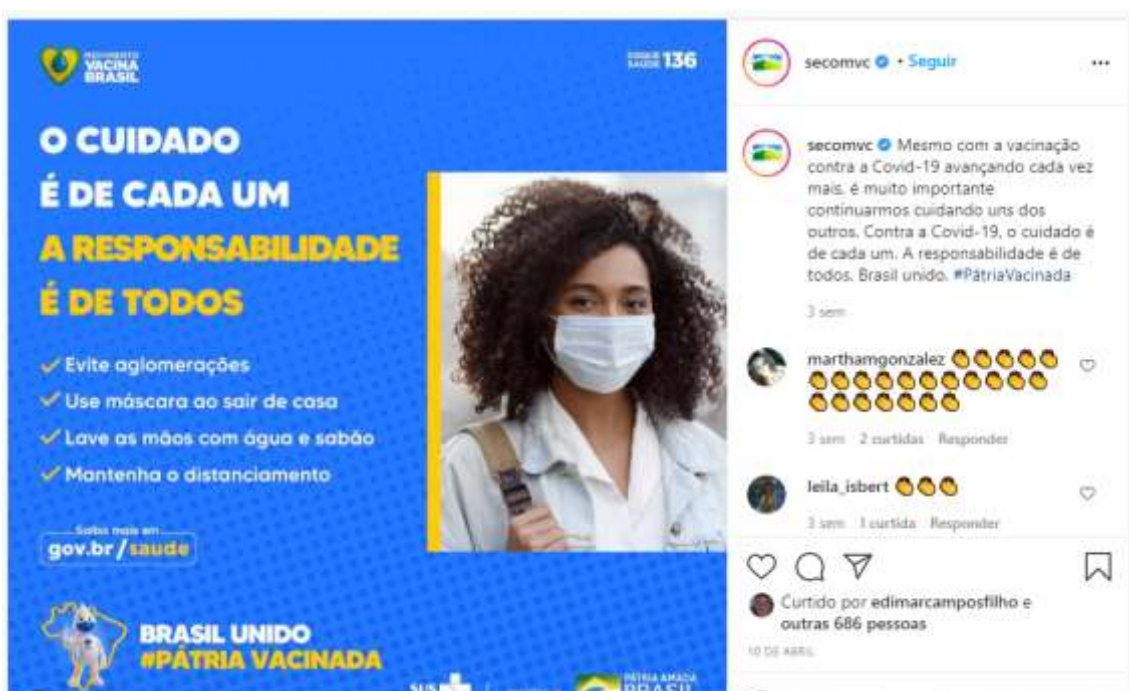 MOVIMENTO
VACINA
BRASIL
DISQUE
SAÚDE 136
O CUIDADO
É DE CADA UM
A RESPONSABILIDADE
É DE TODOS
Evite aglomerações
Use máscara ao sair de casa
Lave as mãos com água e sabão
Mantenha o distanciamento
Saiba mais em
gov.br/saude
BRASIL UNIDO
#PÁTRIA VACINADA
SUS
PÁTRIA AMADA
BRASIL
secomvc • Seguir
secomvc Mesmo com a vacinação
contra a Covid-19 avançando cada vez
mais, é muito importante
continuarmos cuidando uns dos
outros. Contra a Covid-19, o cuidado é
de cada um. A responsabilidade é de
todos. Brasil unido. #PátriaVacinada
3 sem
marthamgonzalez
3 sem 2 curtidas Responder
leila_isbert
3 sem 1 curtida Responder
Curtido por edimarcamposfilho e
outras 686 pessoas
10 DE ABRIL